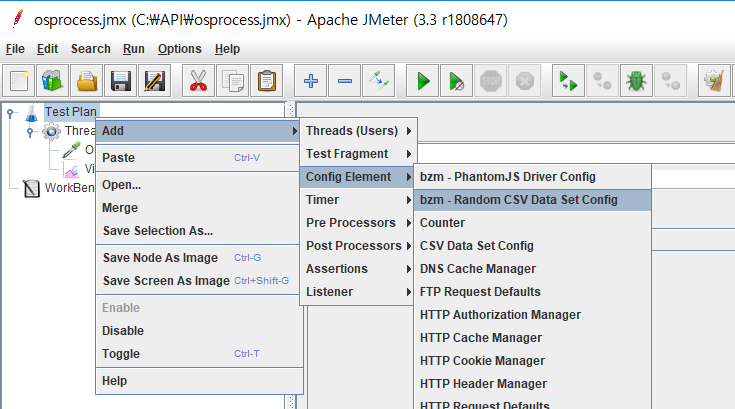 osprocess.jmx (C:₩API₩osprocess.jmx) - Apache JMeter (3.3 r1808647)
File Edit Search Run Options Help
STOP
Test Plan
Threa
O
Vi
WorkBen
Add
Paste Ctrl-V
Open...
Merge
Save Selection As...
Save Node As Image Ctrl-G
Save Screen As Image Ctrl+Shift-G
Enable
Disable
Toggle Ctrl-T
Help
Threads (Users)
Test Fragment
Config Element
Timer
Pre Processors
Post Processors
Assertions
Listener
bzm - PhantomJS Driver Config
bzm - Random CSV Data Set Config
Counter
CSV Data Set Config
DNS Cache Manager
FTP Request Defaults
HTTP Authorization Manager
HTTP Cache Manager
HTTP Cookie Manager
HTTP Header Manager
HTTP Request Defaults